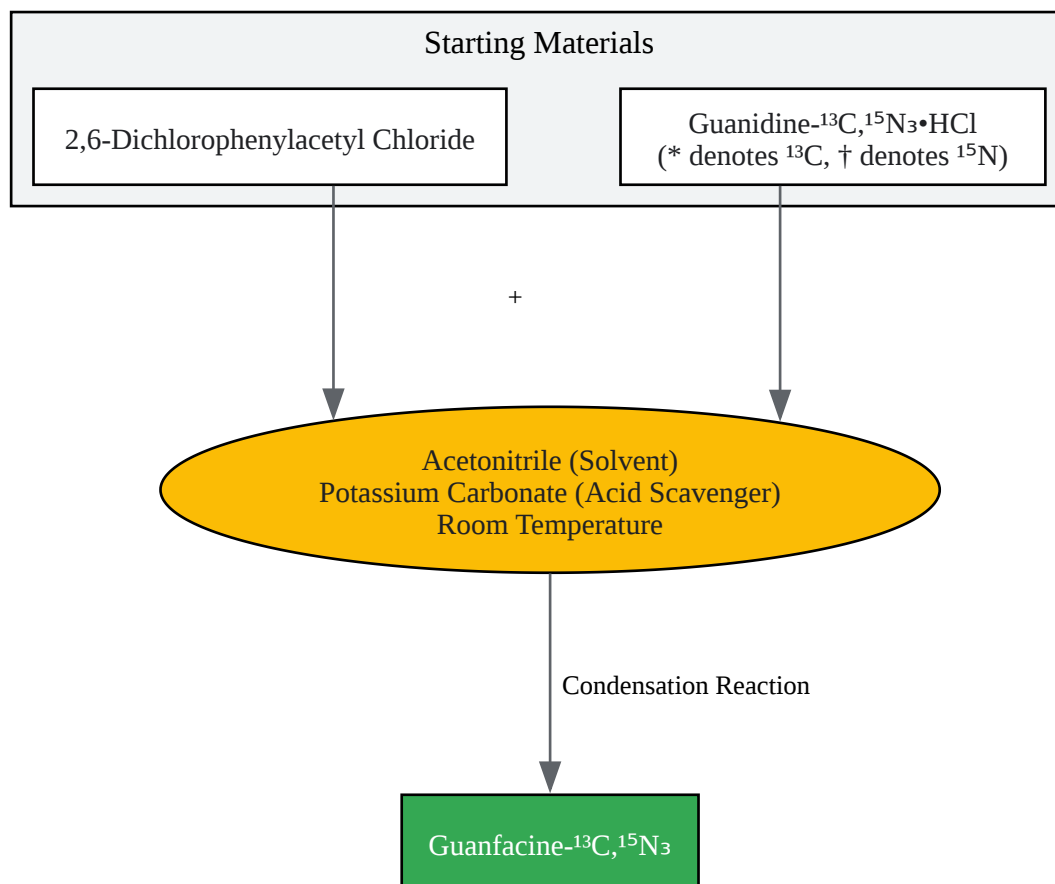 Starting Materials
2,6-Dichlorophenylacetyl Chloride
Guanidine-¹³C,¹⁵N₃•HCl
(* denotes ¹³C, † denotes ¹⁵N)
+
Acetonitrile (Solvent)
Potassium Carbonate (Acid Scavenger)
Room Temperature
Condensation Reaction
Guanfacine-¹³C,¹⁵N₃